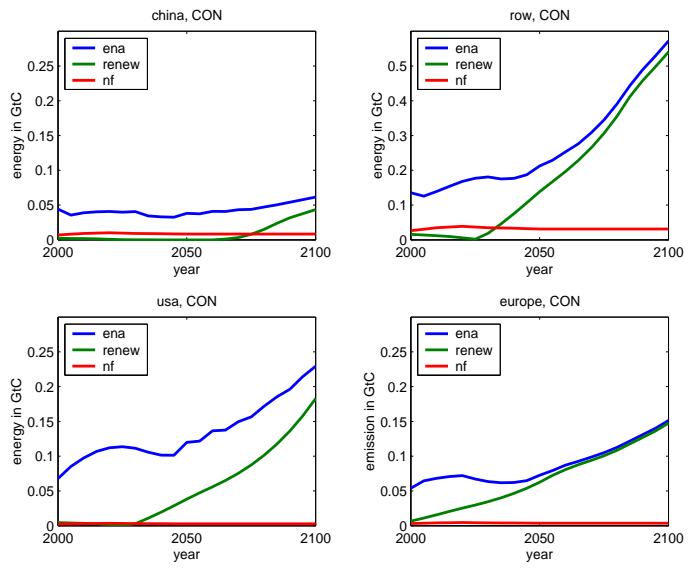 china, CON
energy in GtC
0.25
0.2
0.15
0.1
0.05
0
ena
renew
nf
2000 2050 2100
year
row, CON
energy in GtC
0.5
0.4
0.3
0.2
0.1
0
ena
renew
nf
2000 2050 2100
year
usa, CON
energy in GtC
0.25
0.2
0.15
0.1
0.05
0
ena
renew
nf
2000 2050 2100
year
europe, CON
emission in GtC
0.25
0.2
0.15
0.1
0.05
0
ena
renew
nf
2000 2050 2100
year